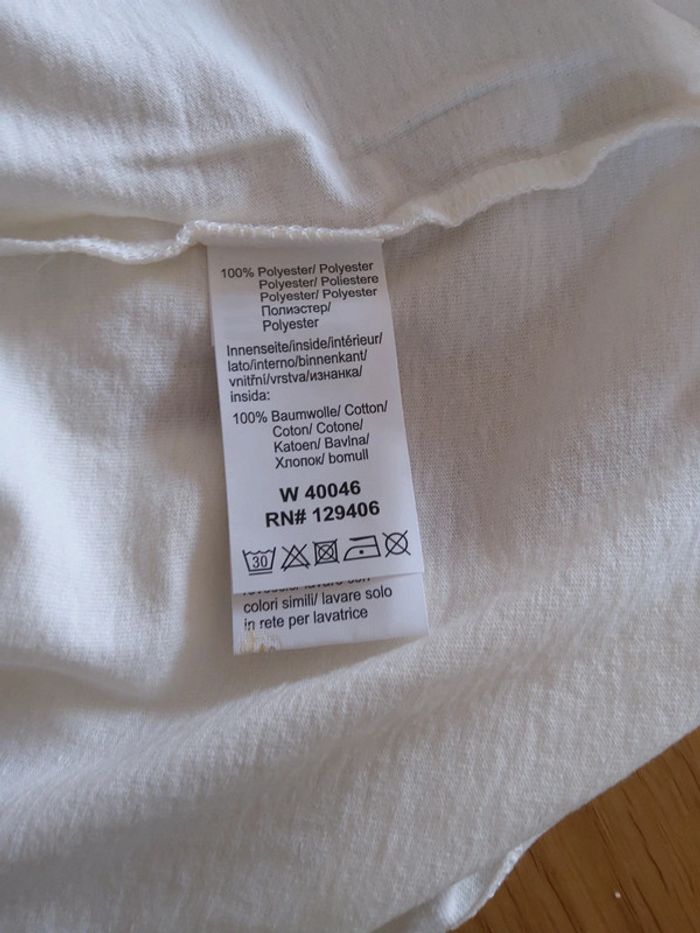 100% Polyester/ Polyester
Polyester/ Poliestere
Polyester/ Polyester
Полиэстер/
Polyester
Innenseite/inside/intérieur/
lato/interno/binnenkant/
vnitřní/vrstva/изнанка/
insida:
100% Baumwolle/ Cotton/
Coton/ Cotone/
Katoen/ Bavlna/
Хлопок/ bomull
W 40046
RN# 129406
30
colori simili/ lavare solo
in rete per lavatrice